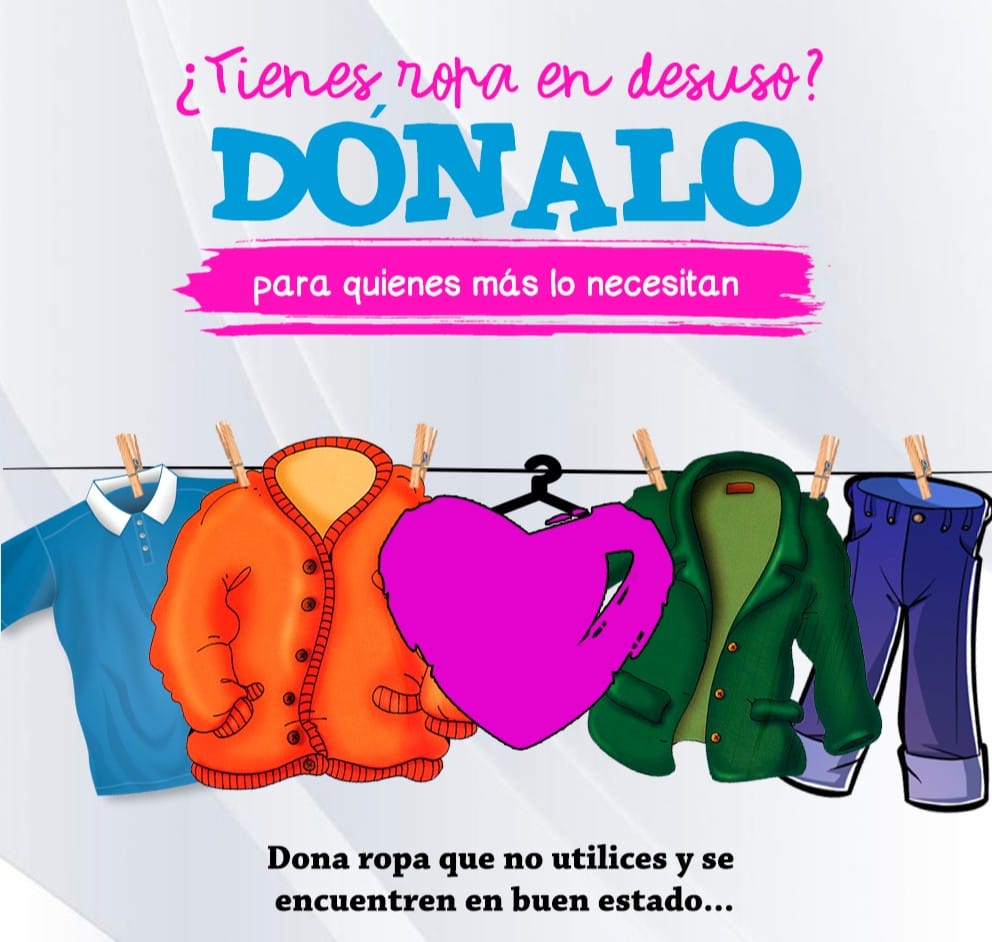 ¿Tienes ropa en desuso?
DÓNALO
para quienes más lo necesitan
Dona ropa que no utilices y se
encuentren en buen estado...